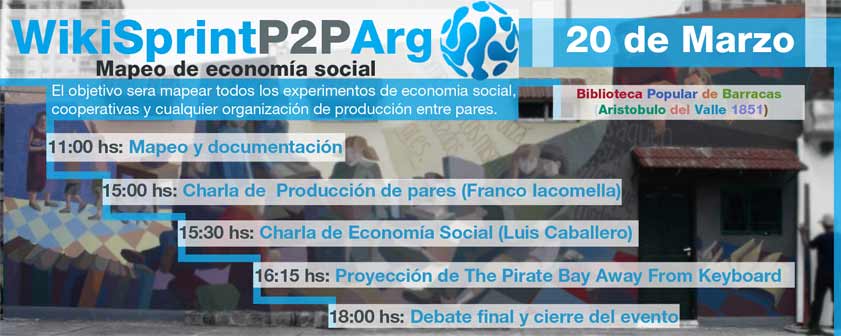 WikiSprintP2PArg
20 de Marzo
Mapeo de economía social
El objetivo sera mapear todos los experimentos de economia social,
cooperativas y cualquier organización de producción entre pares.
Biblioteca Popular de Barracas
(Aristobulo del Valle 1851)
11:00 hs: Mapeo y documentación
15:00 hs: Charla de Producción de pares (Franco Iacomella)
15:30 hs: Charla de Economía Social (Luis Caballero)
16:15 hs: Proyección de The Pirate Bay Away From Keyboard
18:00 hs: Debate final y cierre del evento